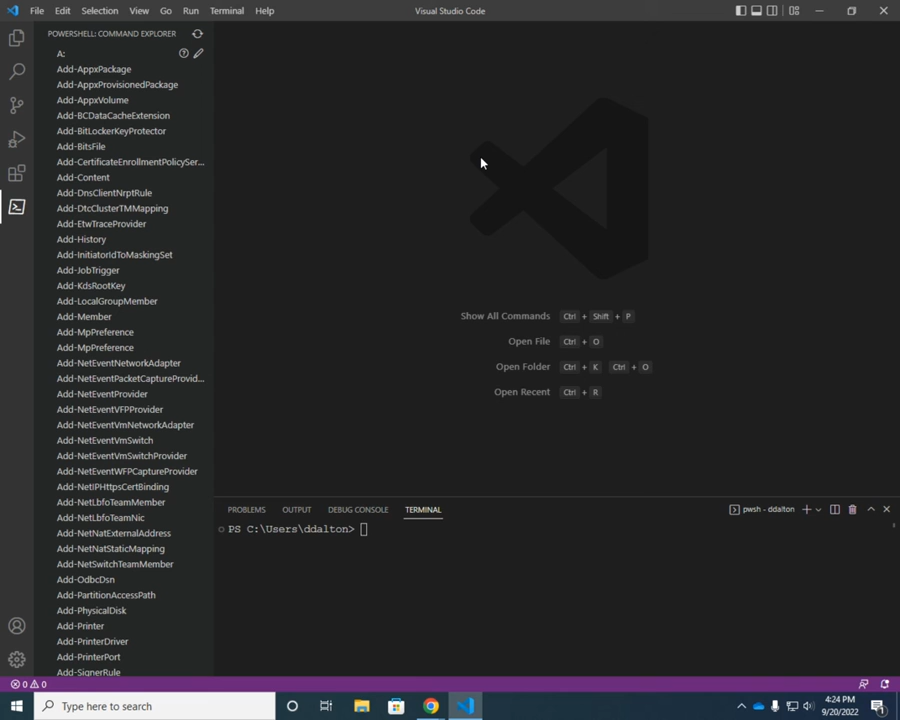 File Edit Selection View Go Run Terminal Help Visual Studio Code
POWERSHELL: COMMAND EXPLORER
A:
Add-AppxPackage
Add-AppxProvisionedPackage
Add-AppxVolume
Add-BCDataCacheExtension
Add-BitLockerKeyProtector
Add-BitsFile
Add-CertificateEnrollmentPolicySer...
Add-Content
Add-DnsClientNrptRule
Add-DtcClusterTMMapping
Add-EtwTraceProvider
Add-History
Add-InitiatorIdToMaskingSet
Add-JobTrigger
Add-KdsRootKey
Add-LocalGroupMember
Add-Member
Add-MpPreference
Add-MpPreference
Add-NetEventNetworkAdapter
Add-NetEventPacketCaptureProvid...
Add-NetEventProvider
Add-NetEventVFPProvider
Add-NetEventVmNetworkAdapter
Add-NetEventVmSwitch
Add-NetEventVmSwitchProvider
Add-NetEventWFPCaptureProvider
Add-NetIPHttpsCertBinding
Add-NetLbfoTeamMember
Add-NetLbfoTeamNic
Add-NetNatExternalAddress
Add-NetNatStaticMapping
Add-NetSwitchTeamMember
Add-OdbcDsn
Add-PartitionAccessPath
Add-PhysicalDisk
Add-Printer
Add-PrinterDriver
Add-PrinterPort
Add-SignerRule
Show All Commands Ctrl + Shift + P
Open File Ctrl + O
Open Folder Ctrl + K Ctrl + O
Open Recent Ctrl + R
PROBLEMS OUTPUT DEBUG CONSOLE TERMINAL pwsh - ddalton
PS C:\Users\ddalton>
0 0
Type here to search
4:24 PM
9/20/2022
1